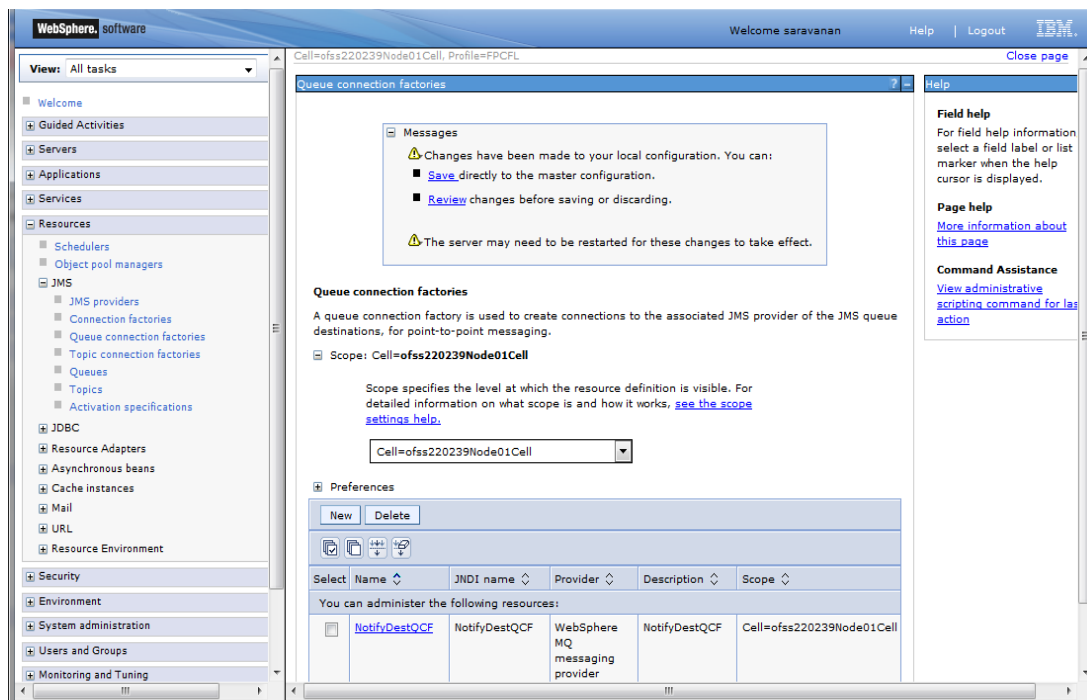 WebSphere. software
Welcome saravanan
Help | Logout
IBM.
View: All tasks
Welcome
Guided Activities
Servers
Applications
Services
Resources
Schedulers
Object pool managers
JMS
JMS providers
Connection factories
Queue connection factories
Topic connection factories
Queues
Topics
Activation specifications
JDBC
Resource Adapters
Asynchronous beans
Cache instances
Mail
URL
Resource Environment
Security
Environment
System administration
Users and Groups
Monitoring and Tuning
Cell=ofss220239Node01Cell, Profile=FPCFL
Close page
Queue connection factories
? -
Messages
Changes have been made to your local configuration. You can:
Save directly to the master configuration.
Review changes before saving or discarding.
The server may need to be restarted for these changes to take effect.
Queue connection factories
A queue connection factory is used to create connections to the associated JMS provider of the JMS queue
destinations, for point-to-point messaging.
Scope: Cell=ofss220239Node01Cell
Scope specifies the level at which the resource definition is visible. For
detailed information on what scope is and how it works, see the scope
settings help.
Cell=ofss220239Node01Cell
Preferences
New Delete
Select Name JNDI name Provider Description Scope
You can administer the following resources:
NotifyDestQCF NotifyDestQCF WebSphere NotifyDestQCF Cell=ofss220239Node01Cell
MQ
messaging
provider
Help
Field help
For field help information
select a field label or list
marker when the help
cursor is displayed.
Page help
More information about
this page
Command Assistance
View administrative
scripting command for las
action